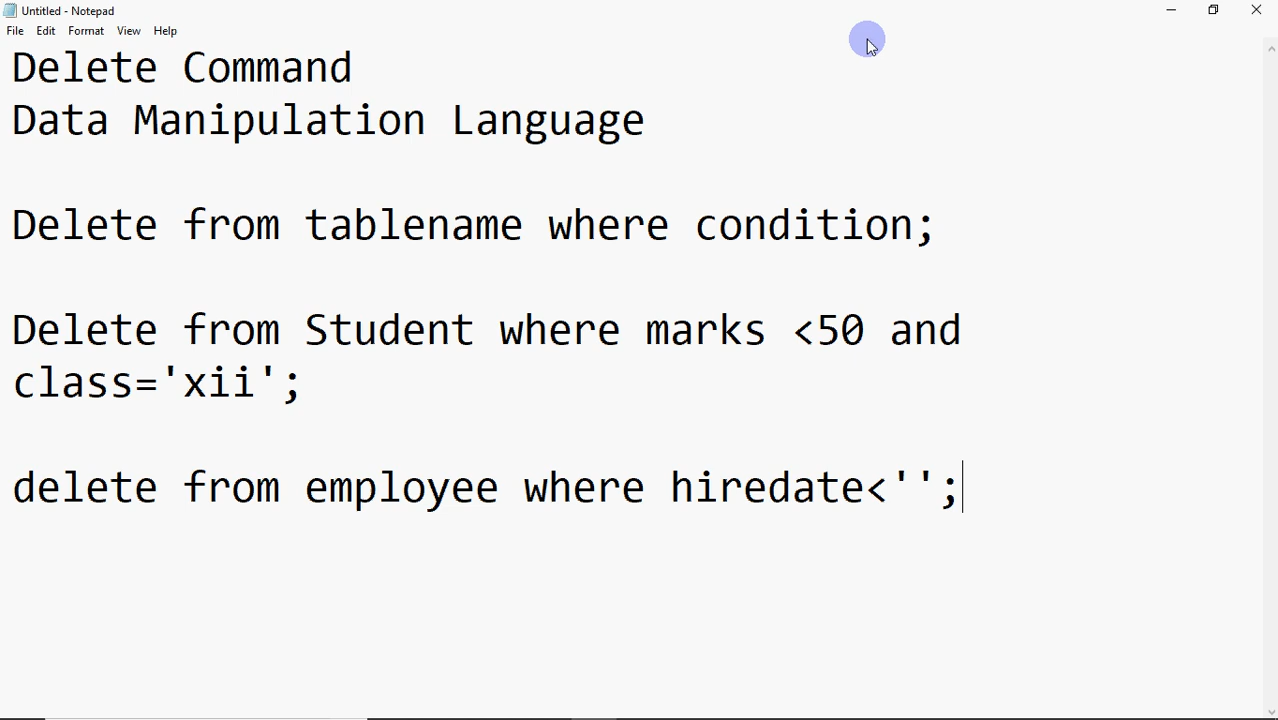 Untitled - Notepad
File Edit Format View Help
Delete Command
Data Manipulation Language
Delete from tablename where condition;
Delete from Student where marks <50 and
class='xii';
delete from employee where hiredate<'';